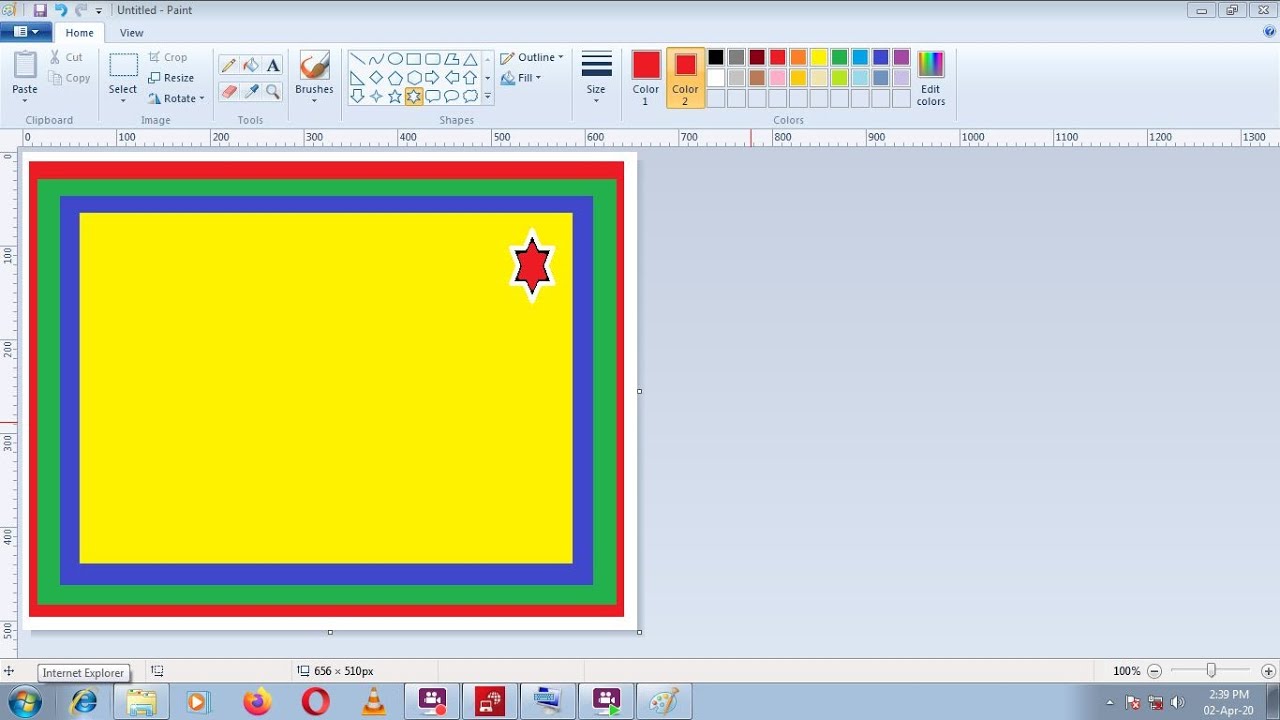 Untitled - Paint
Home View
Paste
Cut
Copy
Clipboard
Select
Crop
Resize
Rotate
Image
A
Tools
Brushes
Outline
Fill
Shapes
Size
Color 1
Color 2
Edit colors
Colors
0 100 200 300 400 500 600 700 800 900 1000 1100 1200 1300
0
100
200
300
400
500
Internet Explorer
656 × 510px
100%
2:39 PM
02-Apr-20